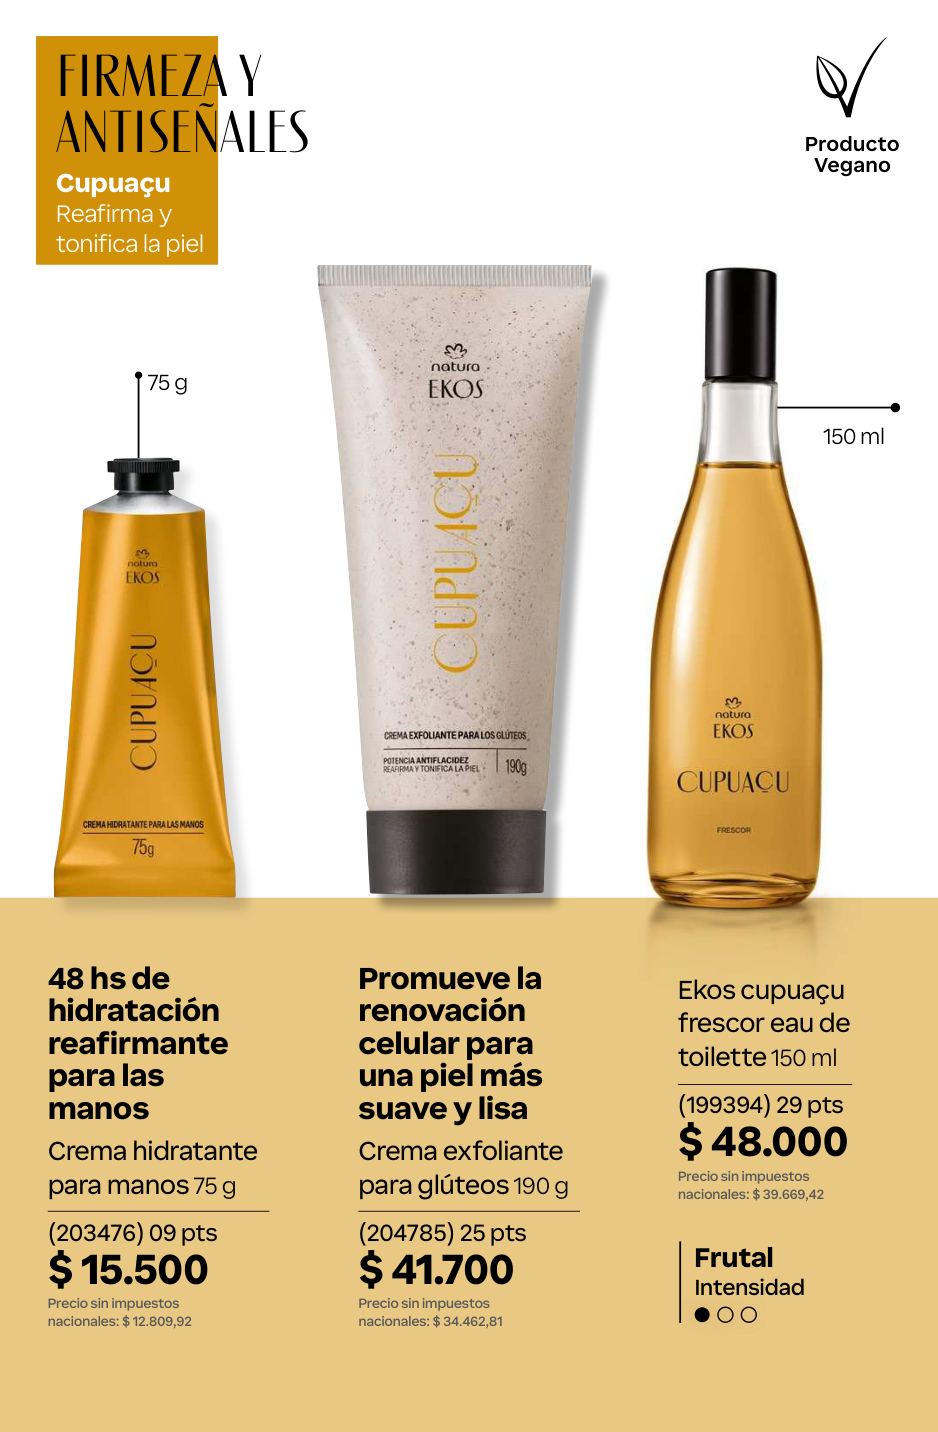 FIRMEZA Y
ANTISEÑALES
Cupuaçu
Reafirma y
tonifica la piel
Producto
Vegano
75 g
natura
EKOS
CUPUAÇU
CREMA HIDRATANTE PARA LAS MANOS
75g
natura
EKOS
CUPUAÇU
CREMA EXFOLIANTE PARA LOS GLÚTEOS
POTENCIA ANTIFLACIDEZ
REAFIRMA Y TONIFICA LA PIEL
190g
150 ml
natura
EKOS
CUPUAÇU
FRESCOR
48 hs de
hidratación
reafirmante
para las
manos
Crema hidratante
para manos 75 g
(203476) 09 pts
$ 15.500
Precio sin impuestos
nacionales: $ 12.809,92
Promueve la
renovación
celular para
una piel más
suave y lisa
Crema exfoliante
para glúteos 190 g
(204785) 25 pts
$ 41.700
Precio sin impuestos
nacionales: $ 34.462,81
Ekos cupuaçu
frescor eau de
toilette 150 ml
(199394) 29 pts
$ 48.000
Precio sin impuestos
nacionales: $ 39.669,42
Frutal
Intensidad